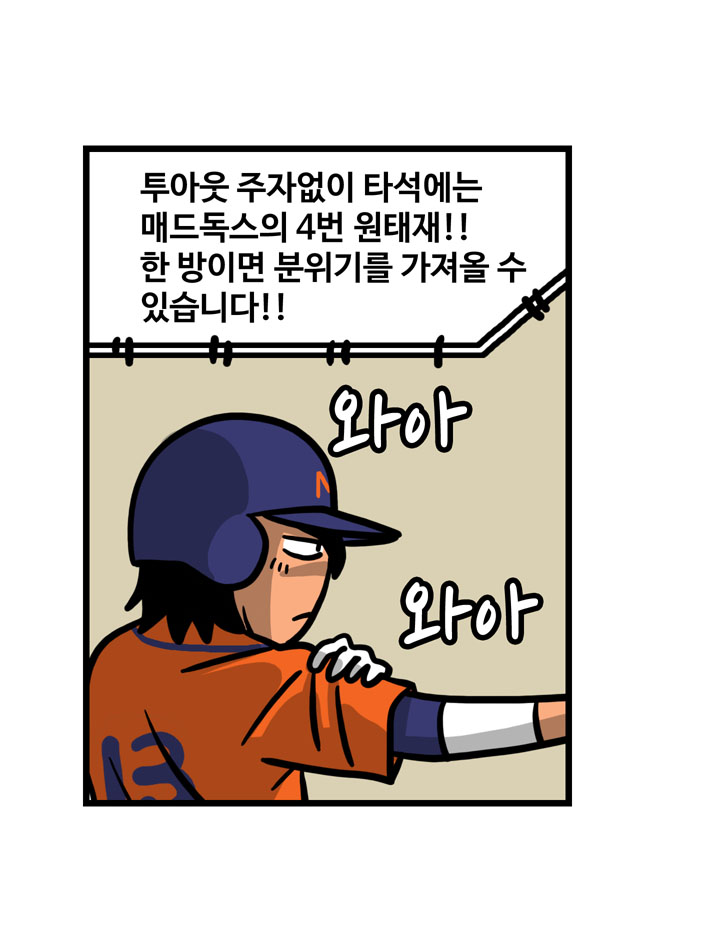 투아웃 주자없이 타석에는
매드독스의 4번 원태재!!
한 방이면 분위기를 가져올 수
있습니다!!
와아
와아
N
13